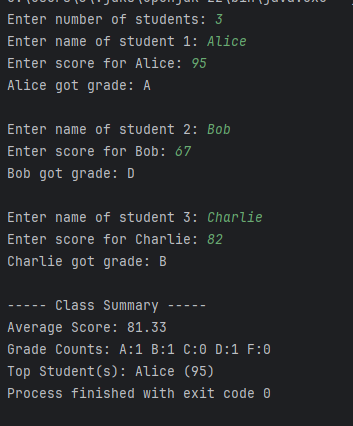 Enter number of students: 3
Enter name of student 1: Alice
Enter score for Alice: 95
Alice got grade: A
Enter name of student 2: Bob
Enter score for Bob: 67
Bob got grade: D
Enter name of student 3: Charlie
Enter score for Charlie: 82
Charlie got grade: B
----- Class Summary -----
Average Score: 81.33
Grade Counts: A:1 B:1 C:0 D:1 F:0
Top Student(s): Alice (95)
Process finished with exit code 0